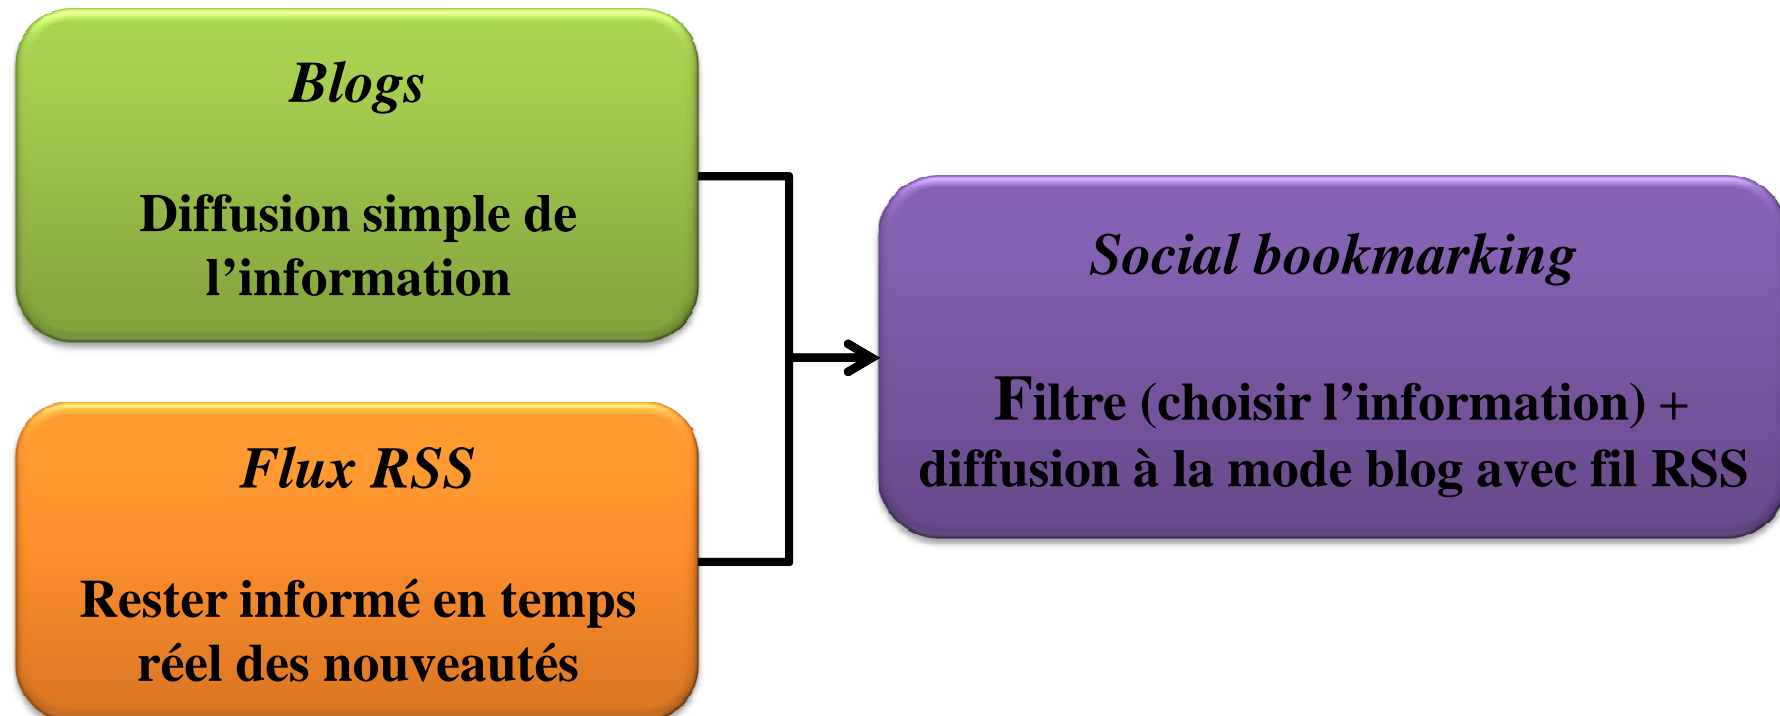 Blogs
Diffusion simple de
l’information
Flux RSS
Rester informé en temps
réel des nouveautés
Social bookmarking
Filtre (choisir l’information) +
diffusion à la mode blog avec fil RSS